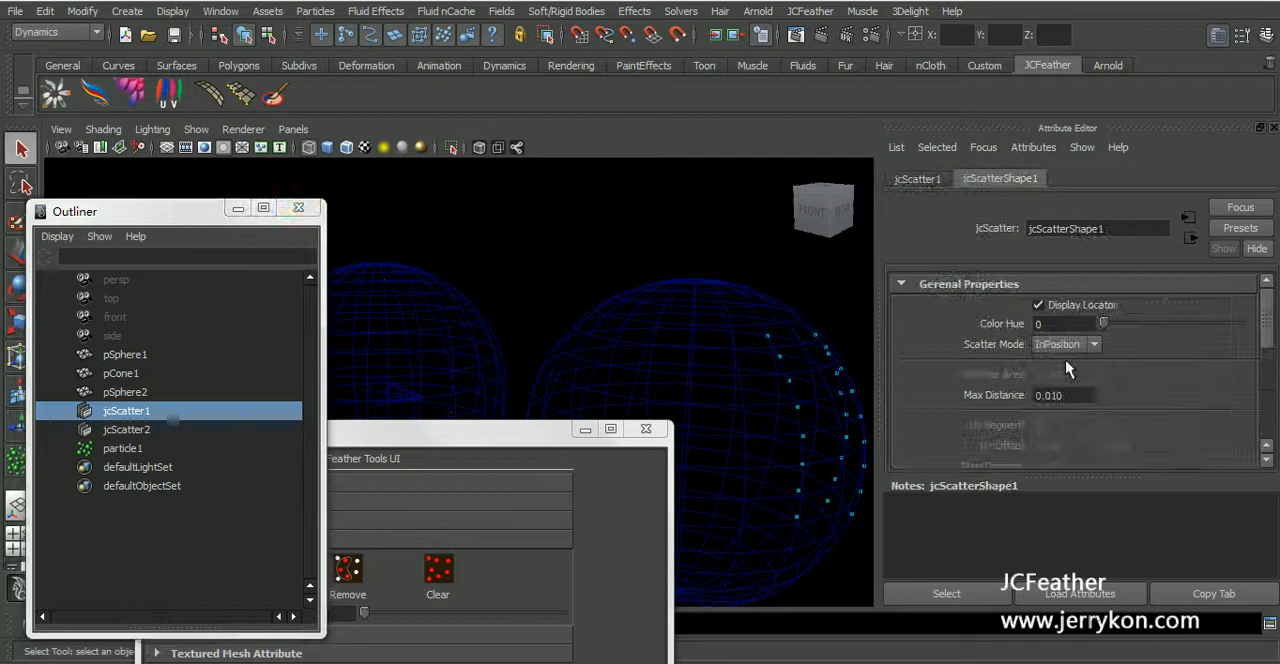 File Edit Modify Create Display Window Assets Particles Fluid Effects Fluid nCache Fields Soft/Rigid Bodies Effects Solvers Hair Arnold JCFeather Muscle 3Delight Help
Dynamics X: Y: Z:
General Curves Surfaces Polygons Subdivs Deformation Animation Dynamics Rendering PaintEffects Toon Muscle Fluids Fur Hair nCloth Custom JCFeather Arnold
U V
View Shading Lighting Show Renderer Panels
Attribute Editor
List Selected Focus Attributes Show Help
jcScatter1 jcScatterShape1
FRONT
jcScatter: jcScatterShape1
Focus
Presets
Show Hide
Outliner
Display Show Help
persp
top
front
side
pSphere1
pCone1
pSphere2
jcScatter1
jcScatter2
particle1
defaultLightSet
defaultObjectSet
Gerenal Properties
Display Locator
Color Hue 0
Scatter Mode InPosition
Max Distance 0.010
Feather Tools UI
Remove Clear
Textured Mesh Attribute
Notes: jcScatterShape1
Select Load Attributes Copy Tab
JCFeather
www.jerrykon.com
Select Tool: select an obje